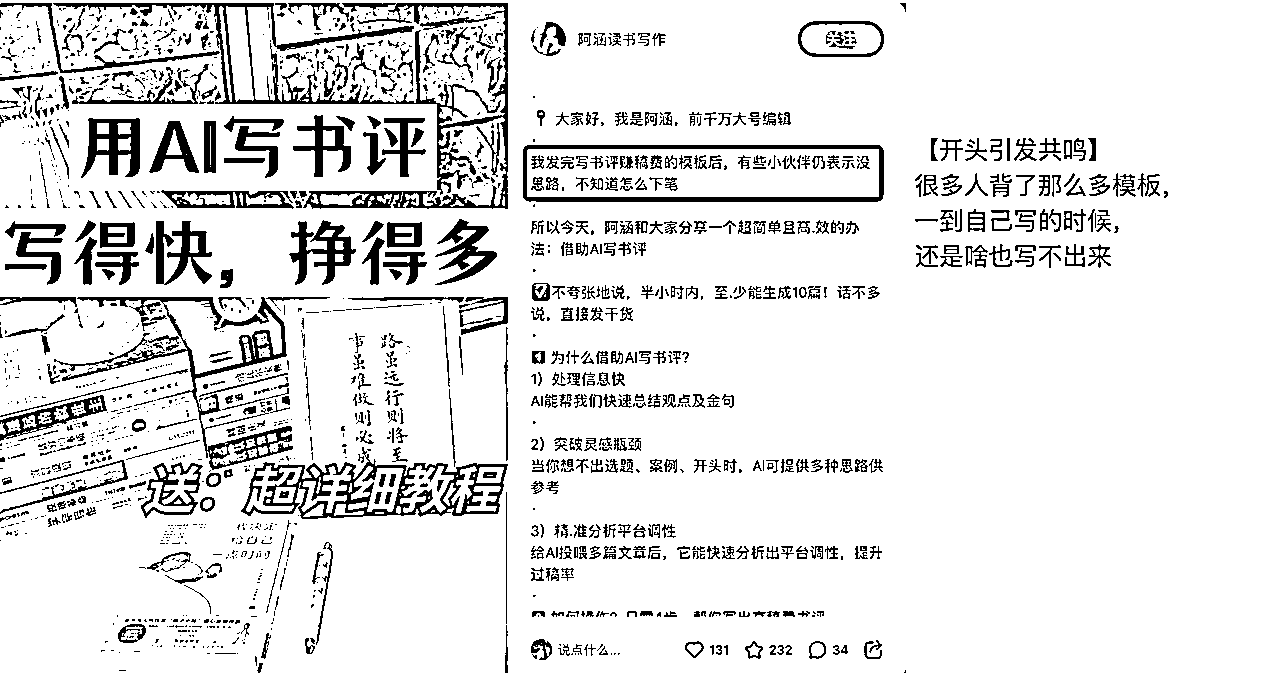 用AI写书评
写得快，挣得多
路虽远行则将至
事虽难做则必成
送：超详细教程
阿涵读书写作
关注
大家好，我是阿涵，前千万大号编辑
我发完写书评赚稿费的模板后，有些小伙伴仍表示没
思路，不知道怎么下笔
所以今天，阿涵和大家分享一个超简单且高.效的办
法：借助AI写书评
不夸张地说，半小时内，至.少能生成10篇！话不多
说，直接发干货
为什么借助AI写书评？
1）处理信息快
AI能帮我们快速总结观点及金句
2）突破灵感瓶颈
当你想不出选题、案例、开头时，AI可提供多种思路供
参考
3）精.准分析平台调性
给AI投喂多篇文章后，它能快速分析出平台调性，提升
过稿率
说点什么...
131
232
34
【开头引发共鸣】
很多人背了那么多模板，
一到自己写的时候，
还是啥也写不出来